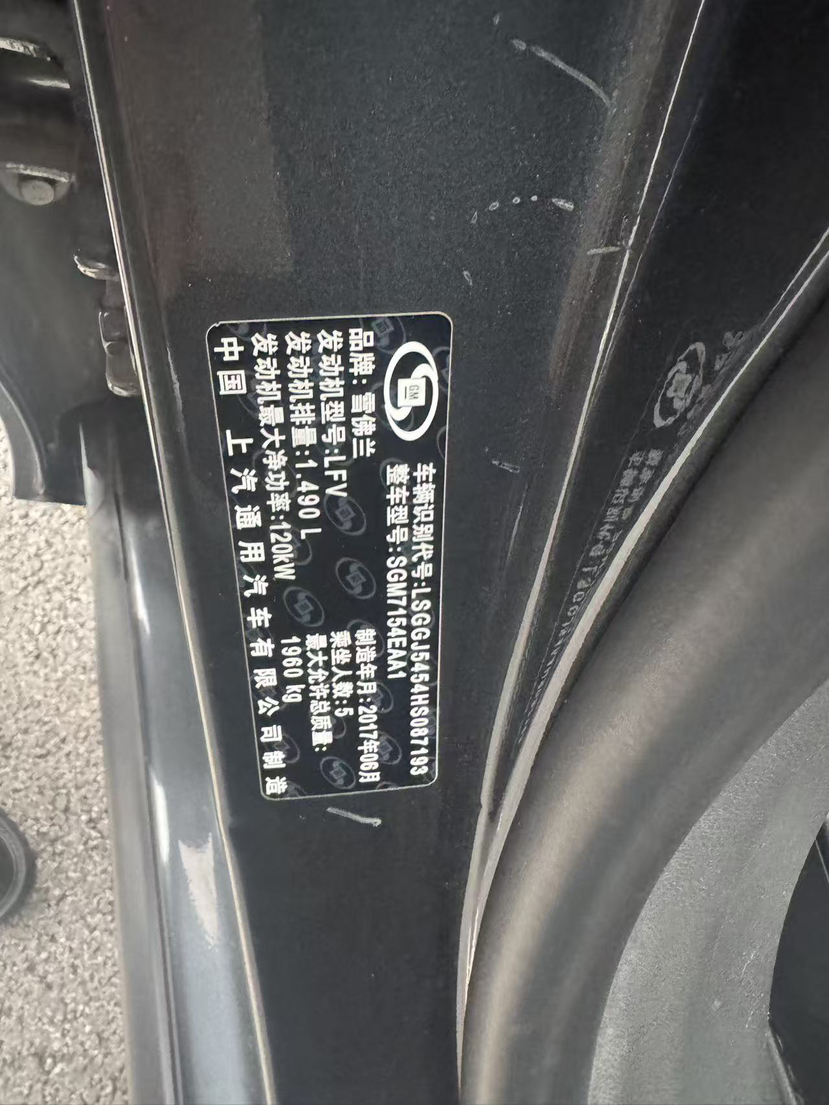 GM
车辆识别代号:LSGGJ5454HS087193
整车型号:SGM7154EAA1
品牌:雪佛兰
制造年月:2017年06月
发动机型号:LFV
乘坐人数:5
发动机排量:1.490L
最大允许总质量:
发动机最大净功率:120kW
1960kg
中国 上汽通用汽车有限公司制造